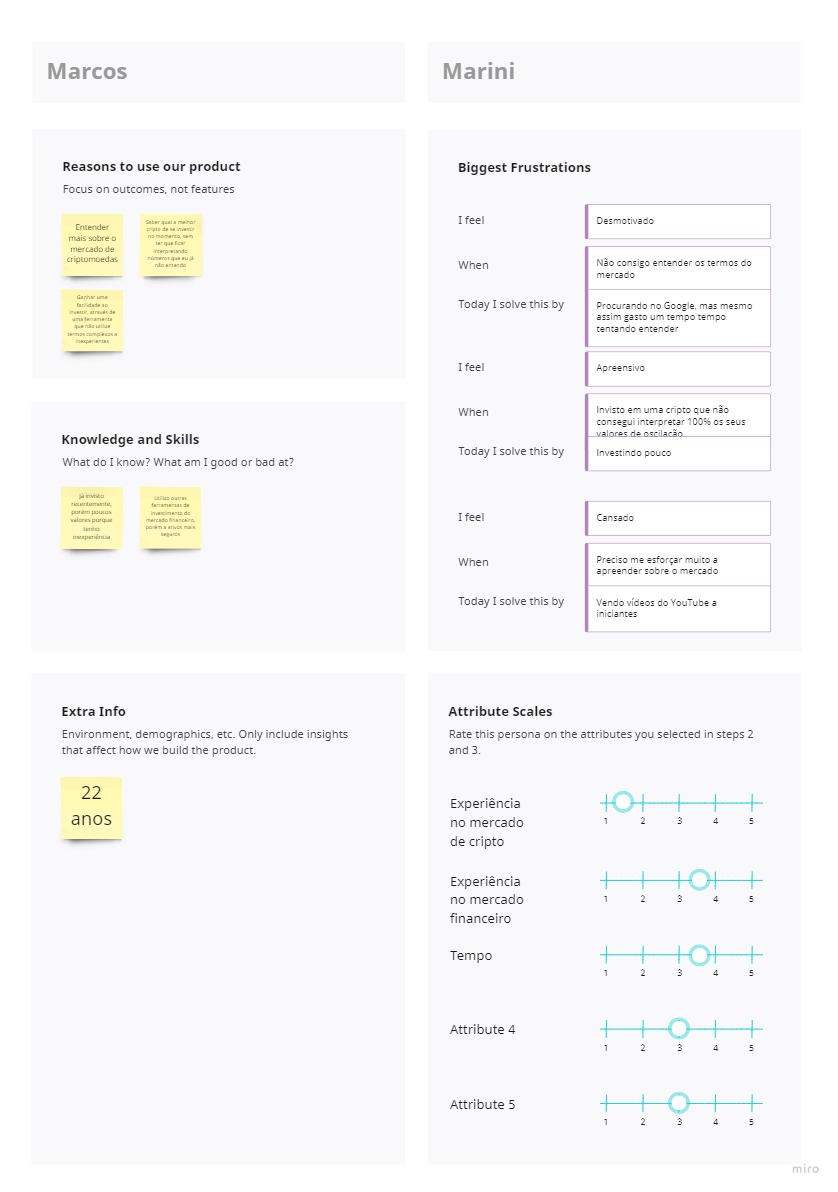 Marcos
Marini
Reasons to use our product
Focus on outcomes, not features
Entender
mais sobre o
mercado de
criptomoedas
Saber qual a melhor
cripto de se investir
no momento, sem
ter que ficar
interpretando
números que eu já
não entendo
Ganhar uma
facilidade ao
investir, através de
uma ferramenta
que não utilize
termos complexos a
inexperientes
Knowledge and Skills
What do I know? What am I good or bad at?
Já invisto
recentemente,
porém poucos
valores porque
tenho
inexperiência
Utilizo outras
ferramentas de
investimento do
mercado financeiro,
porém a ativos mais
seguros
Biggest Frustrations
I feel
Desmotivado
When
Não consigo entender os termos do
mercado
Today I solve this by
Procurando no Google, mas mesmo
assim gasto um tempo tempo
tentando entender
I feel
Apreensivo
When
Invisto em uma cripto que não
consegui interpretar 100% os seus
valores de oscilação
Today I solve this by
Investindo pouco
I feel
Cansado
When
Preciso me esforçar muito a
apreender sobre o mercado
Today I solve this by
Vendo vídeos do YouTube a
iniciantes
Extra Info
Environment, demographics, etc. Only include insights
that affect how we build the product.
22
anos
Attribute Scales
Rate this persona on the attributes you selected in steps 2
and 3.
Experiência
no mercado
de cripto
1 2 3 4 5
Experiência
no mercado
financeiro
1 2 3 4 5
Tempo
1 2 3 4 5
Attribute 4
1 2 3 4 5
Attribute 5
1 2 3 4 5
miro